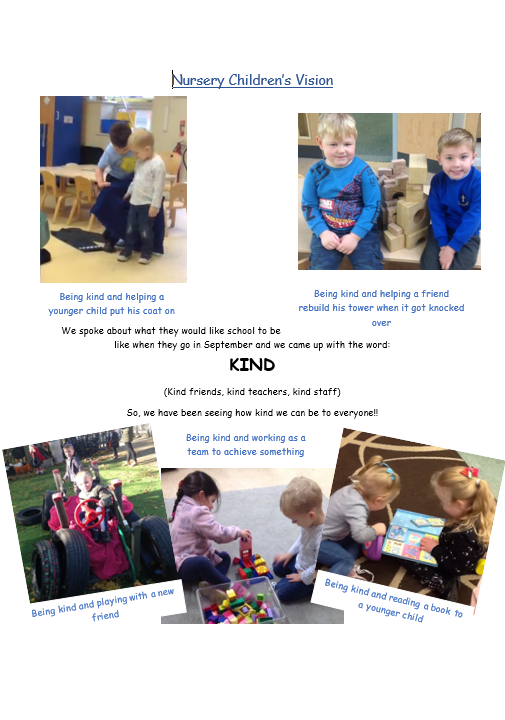 Nursery Children's Vision
Being kind and helping a
younger child put his coat on
Being kind and helping a friend
rebuild his tower when it got knocked
over
We spoke about what they would like school to be
like when they go in September and we came up with the word:
KIND
(Kind friends, kind teachers, kind staff)
So, we have been seeing how kind we can be to everyone!!
Being kind and working as a
team to achieve something
Being kind and playing with a new
friend
Being kind and reading a book to
a younger child